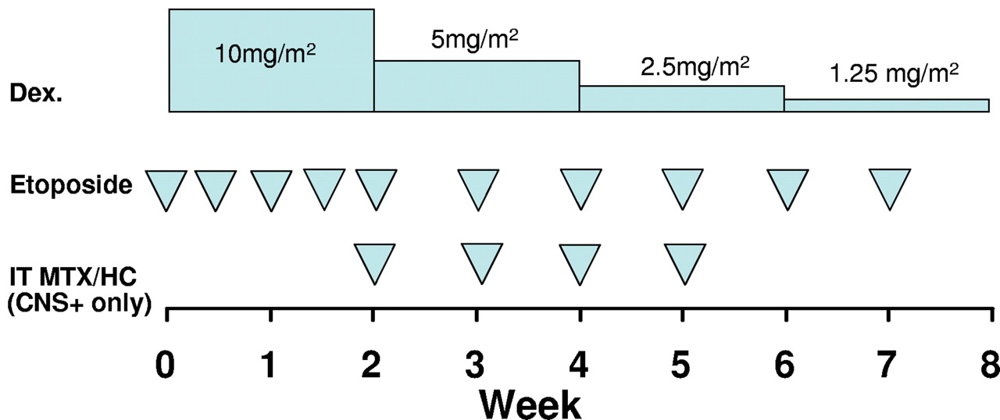 10mg/m²
5mg/m²
2.5mg/m²
1.25 mg/m²
Dex.
Etoposide
IT MTX/HC
(CNS+ only)
0 1 2 3 4 5 6 7 8
Week